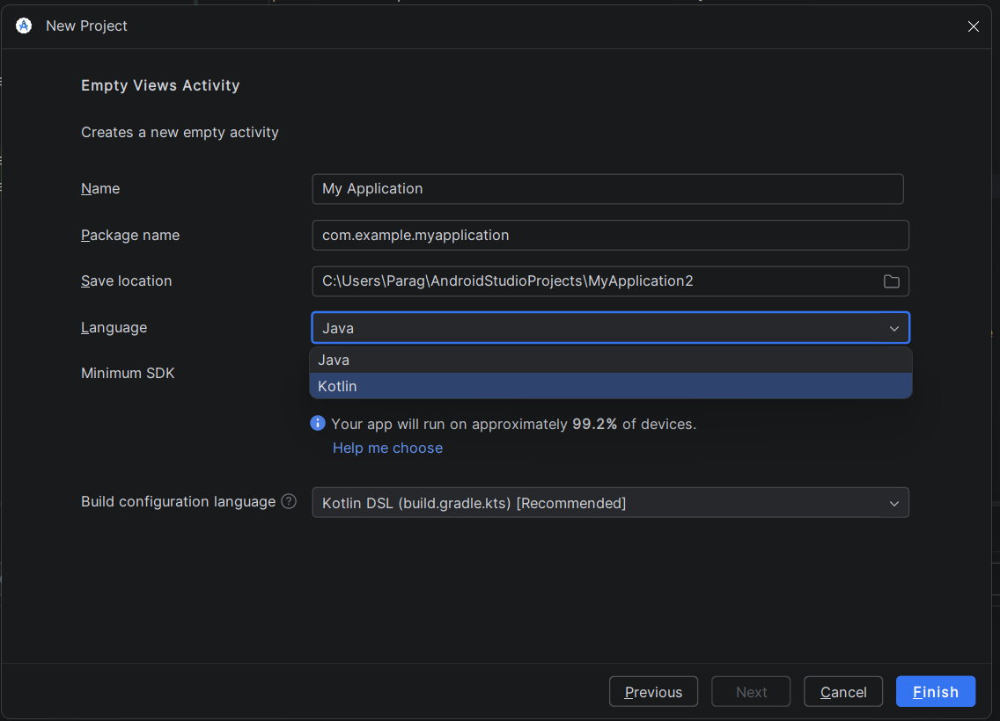 New Project
Empty Views Activity
Creates a new empty activity
Name My Application
Package name com.example.myapplication
Save location C:\Users\Parag\AndroidStudioProjects\MyApplication2
Language Java
Java
Minimum SDK
Kotlin
Your app will run on approximately 99.2% of devices.
Help me choose
Build configuration language ? Kotlin DSL (build.gradle.kts) [Recommended]
Previous Next Cancel Finish